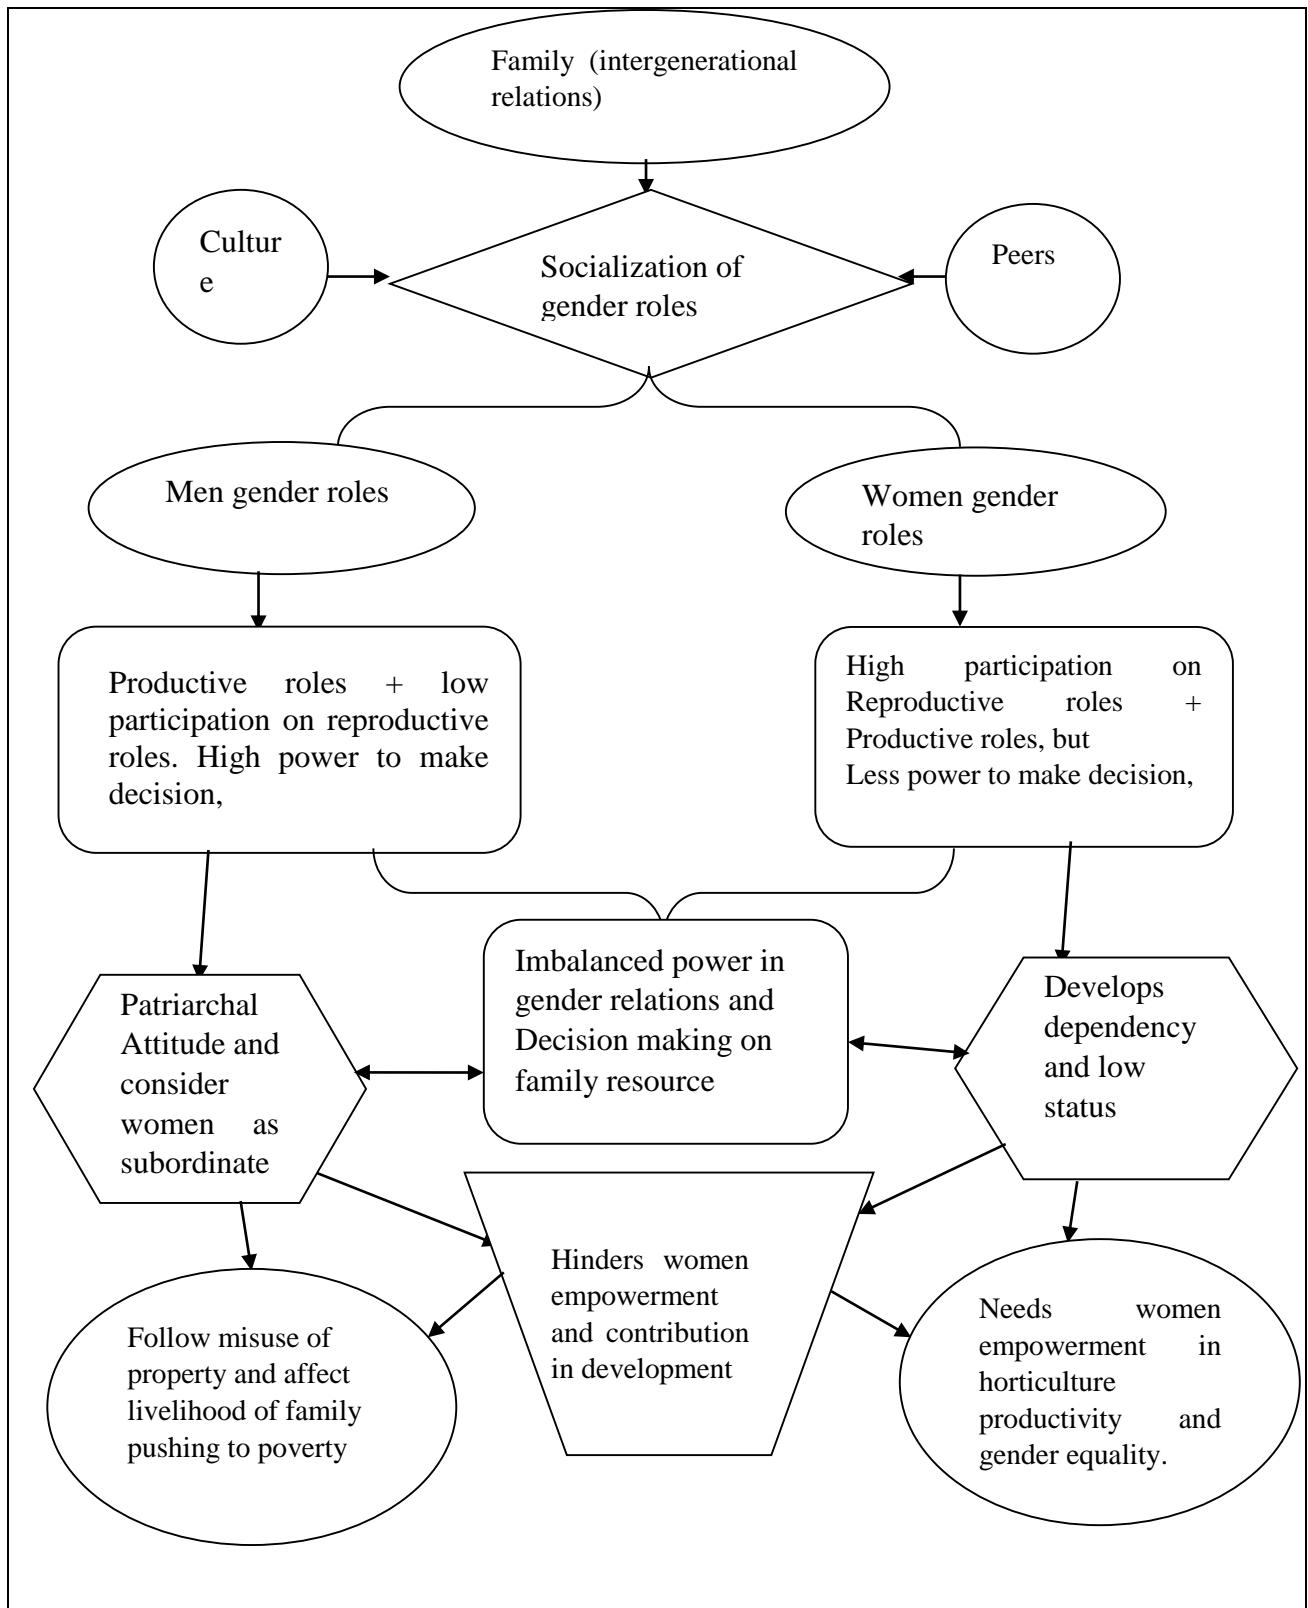 Family (intergenerational
relations)
Cultur
e
Socialization of
gender roles
Peers
Men gender roles
Women gender
roles
Productive roles + low
participation on reproductive
roles. High power to make
decision,
High participation on
Reproductive roles +
Productive roles, but
Less power to make decision,
Patriarchal
Attitude and
consider
women as
subordinate
Imbalanced power in
gender relations and
Decision making on
family resource
Develops
dependency
and low
status
Follow misuse of
property and affect
livelihood of family
pushing to poverty
Hinders women
empowerment
and contribution
in development
Needs women
empowerment in
horticulture
productivity and
gender equality.